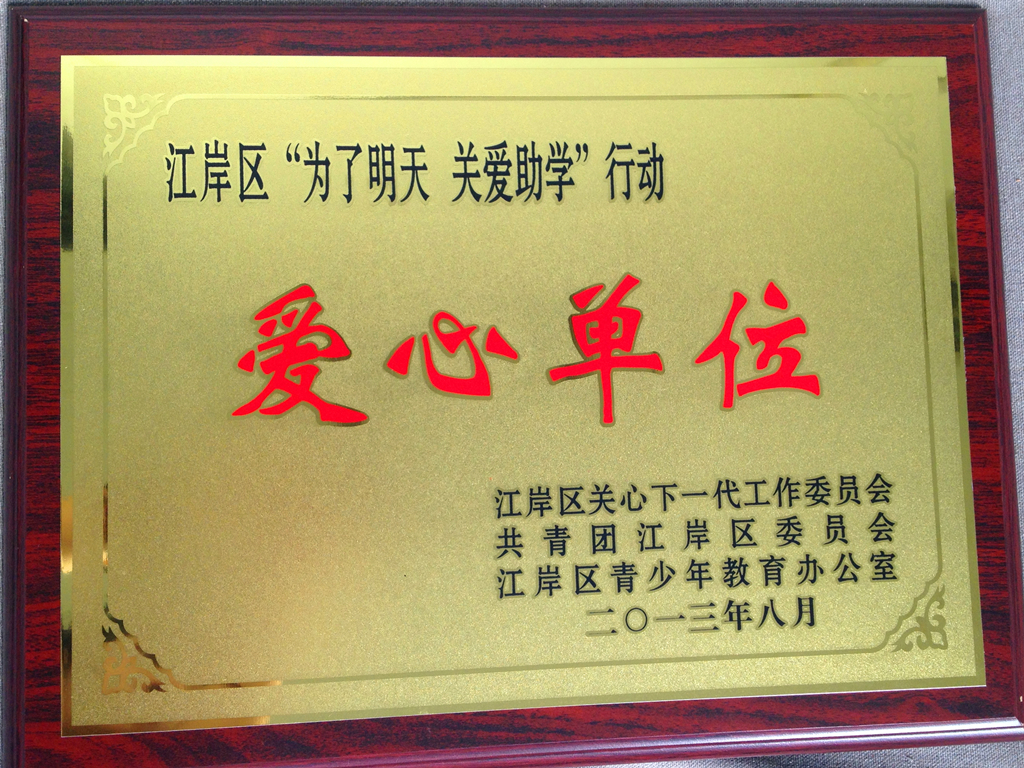 江岸区“为了明天 关爱助学”行动
爱心单位
江岸区关心下一代工作委员会
共青团江岸区委员会
江岸区青少年教育办公室
二〇一三年八月